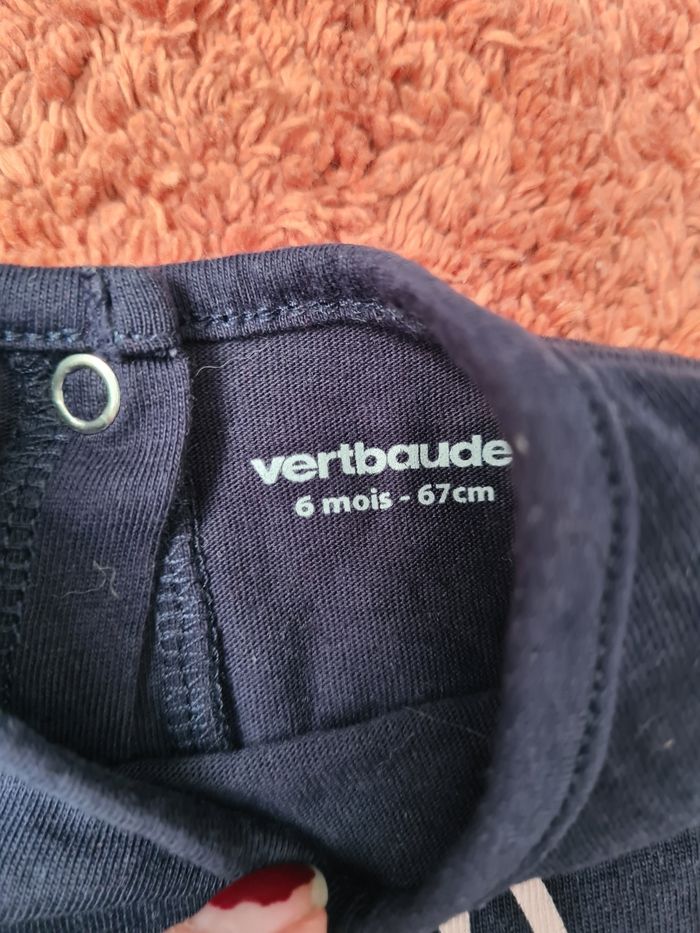 vertbaudet
6 mois - 67cm